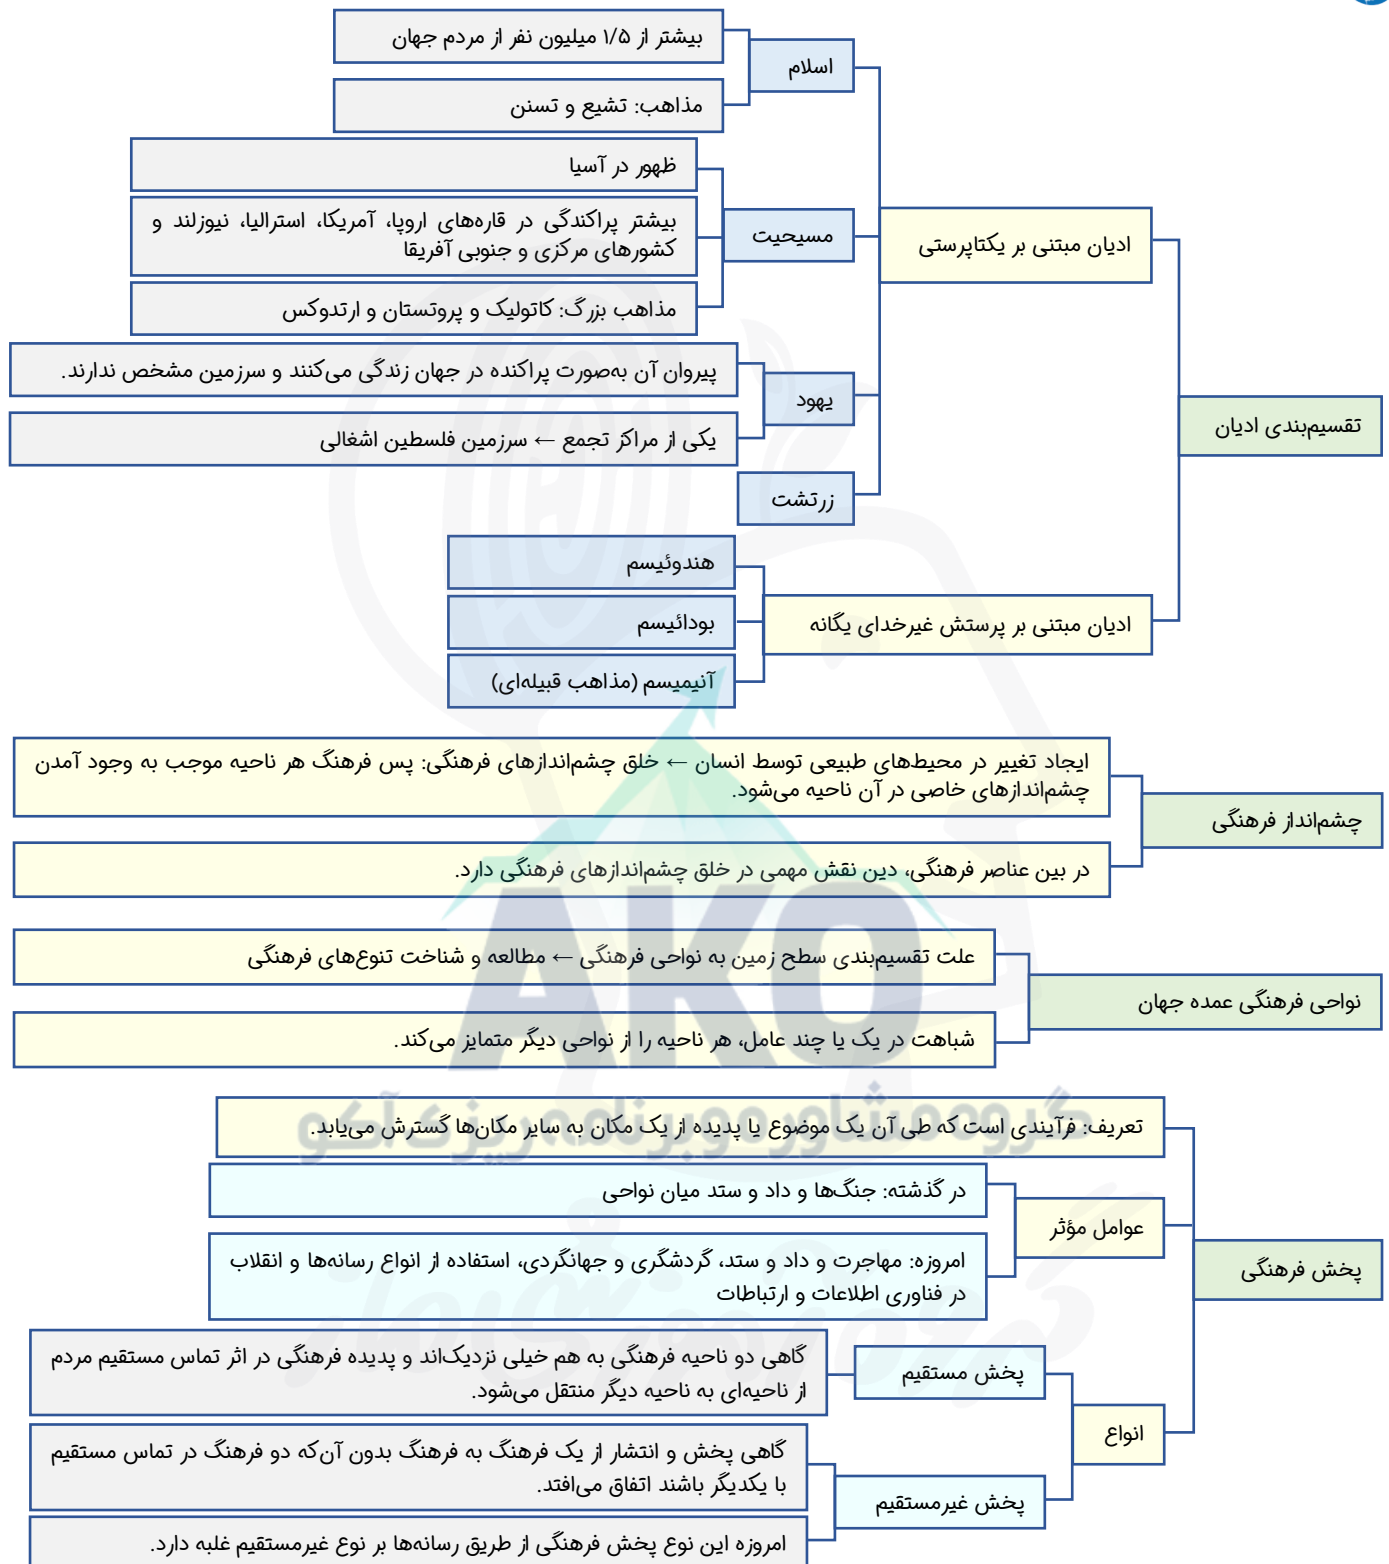 تقسیم‌بندی ادیان
ادیان مبتنی بر یکتاپرستی
اسلام
بیشتر از ۱/۵ میلیون نفر از مردم جهان
مذاهب: تشیع و تسنن
مسیحیت
ظهور در آسیا
بیشتر پراکندگی در قاره‌های اروپا، آمریکا، استرالیا، نیوزلند و
کشورهای مرکزی و جنوبی آفریقا
مذاهب بزرگ: کاتولیک و پروتستان و ارتدوکس
یهود
پیروان آن به‌صورت پراکنده در جهان زندگی می‌کنند و سرزمین مشخص ندارند.
یکی از مراکز تجمع ← سرزمین فلسطین اشغالی
زرتشت
ادیان مبتنی بر پرستش غیرخدای یگانه
هندوئیسم
بودائیسم
آنیمیسم (مذاهب قبیله‌ای)
چشم‌انداز فرهنگی
ایجاد تغییر در محیط‌های طبیعی توسط انسان ← خلق چشم‌اندازهای فرهنگی: پس فرهنگ هر ناحیه موجب به وجود آمدن
چشم‌اندازهای خاصی در آن ناحیه می‌شود.
در بین عناصر فرهنگی، دین نقش مهمی در خلق چشم‌اندازهای فرهنگی دارد.
نواحی فرهنگی عمده جهان
علت تقسیم‌بندی سطح زمین به نواحی فرهنگی ← مطالعه و شناخت تنوع‌های فرهنگی
شباهت در یک یا چند عامل، هر ناحیه را از نواحی دیگر متمایز می‌کند.
AKO
گروه مشاوره و برنامه ریزی آکو
پخش فرهنگی
تعریف: فرآیندی است که طی آن یک موضوع یا پدیده از یک مکان به سایر مکان‌ها گسترش می‌یابد.
عوامل مؤثر
در گذشته: جنگ‌ها و داد و ستد میان نواحی
امروزه: مهاجرت و داد و ستد، گردشگری و جهانگردی، استفاده از انواع رسانه‌ها و انقلاب
در فناوری اطلاعات و ارتباطات
انواع
پخش مستقیم
گاهی دو ناحیه فرهنگی به هم خیلی نزدیک‌اند و پدیده فرهنگی در اثر تماس مستقیم مردم
از ناحیه‌ای به ناحیه دیگر منتقل می‌شود.
پخش غیرمستقیم
گاهی پخش و انتشار از یک فرهنگ به فرهنگ بدون آن‌که دو فرهنگ در تماس مستقیم
با یکدیگر باشند اتفاق می‌افتد.
امروزه این نوع پخش فرهنگی از طریق رسانه‌ها بر نوع غیرمستقیم غلبه دارد.